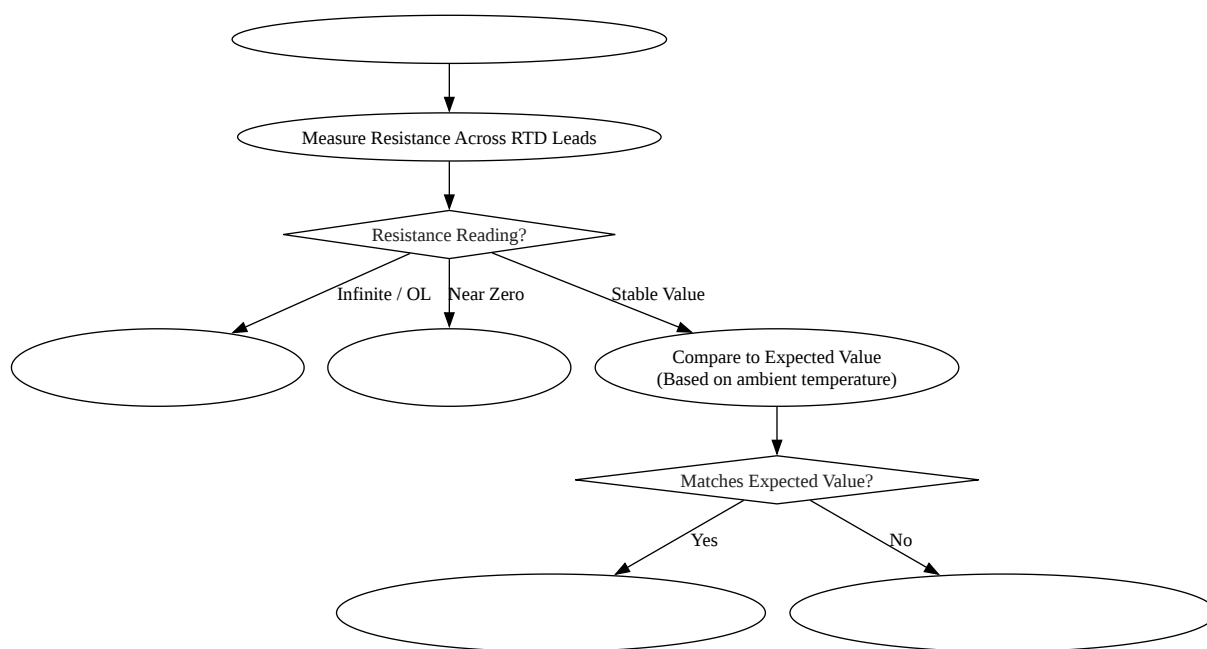 Measure Resistance Across RTD Leads
Resistance Reading?
Infinite / OL
Near Zero
Stable Value
Compare to Expected Value
(Based on ambient temperature)
Matches Expected Value?
Yes
No